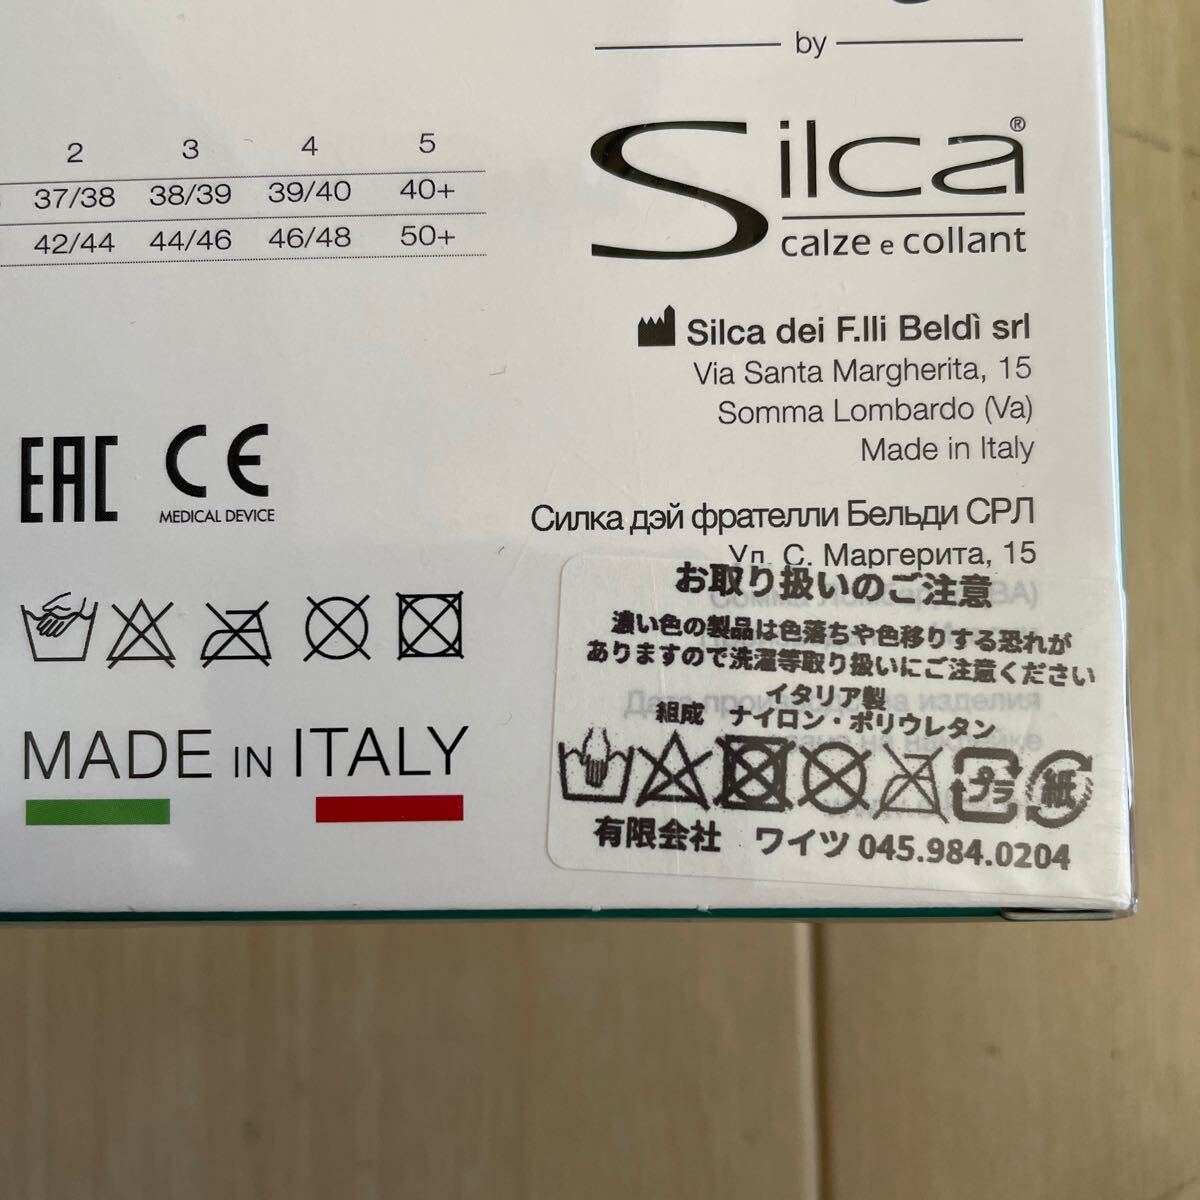 by
Silca®
calze e collant
2 3 4 5
37/38 38/39 39/40 40+
42/44 44/46 46/48 50+
Silca dei F.lli Beldì srl
Via Santa Margherita, 15
Somma Lombardo (Va)
Made in Italy
EAC CE
MEDICAL DEVICE
Силка дэй фрателли Бельди СРЛ
Ул. С. Маргерита, 15
MADE IN ITALY
お取り扱いのご注意
濃い色の製品は色落ちや色移りする恐れが
ありますので洗濯等取り扱いにご注意ください
イタリア製
組成 ナイロン・ポリウレタン
プラ 紙
有限会社 ワイツ 045.984.0204